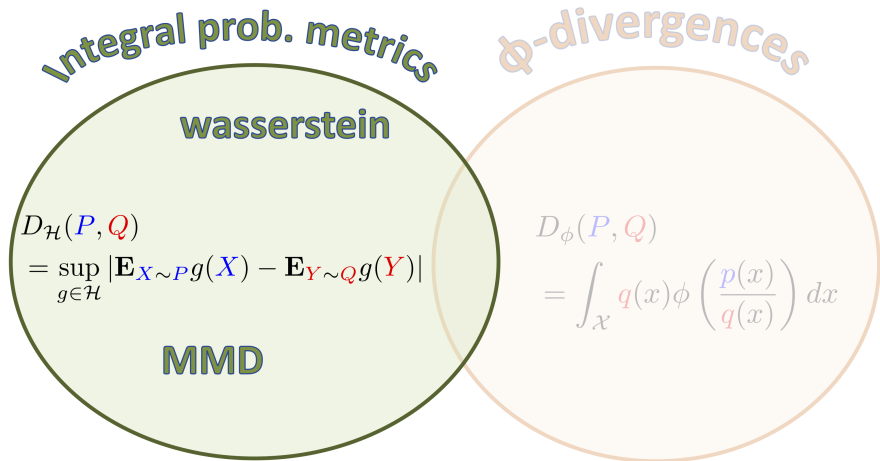 Integral prob. metrics
ϕ-divergences
wasserstein
D_ℋ(P, Q)
= sup_{g∈ℋ} |E_{X∼P} g(X) − E_{Y∼Q} g(Y)|
MMD
D_ϕ(P, Q)
= ∫_𝒳 q(x)ϕ(p(x)/q(x)) dx